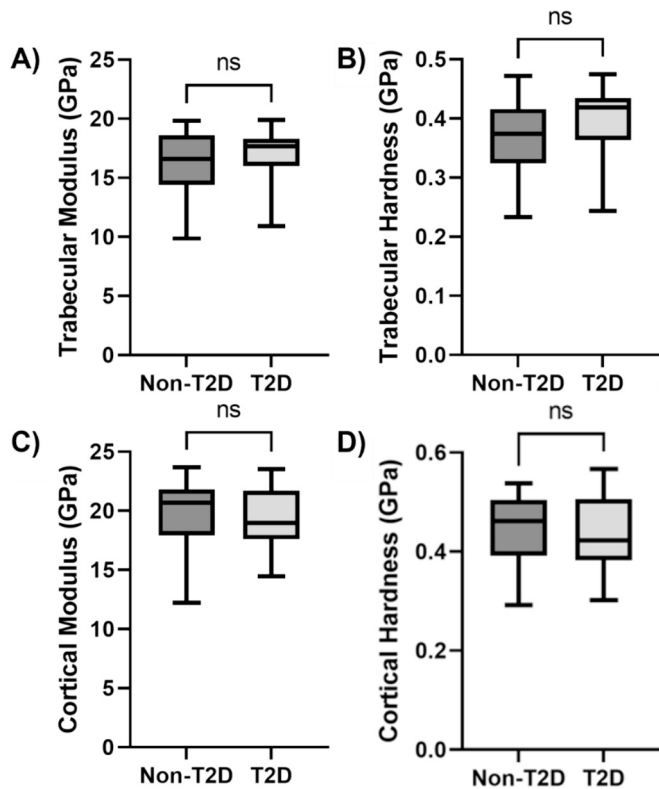 A)
ns
Trabecular Modulus (GPa)
25
20
15
10
5
0
Non-T2D T2D
B)
ns
Trabecular Hardness (GPa)
0.5
0.4
0.3
0.2
0.1
0.0
Non-T2D T2D
C)
ns
Cortical Modulus (GPa)
25
20
15
10
5
0
Non-T2D T2D
D)
ns
Cortical Hardness (GPa)
0.6
0.4
0.2
0.0
Non-T2D T2D